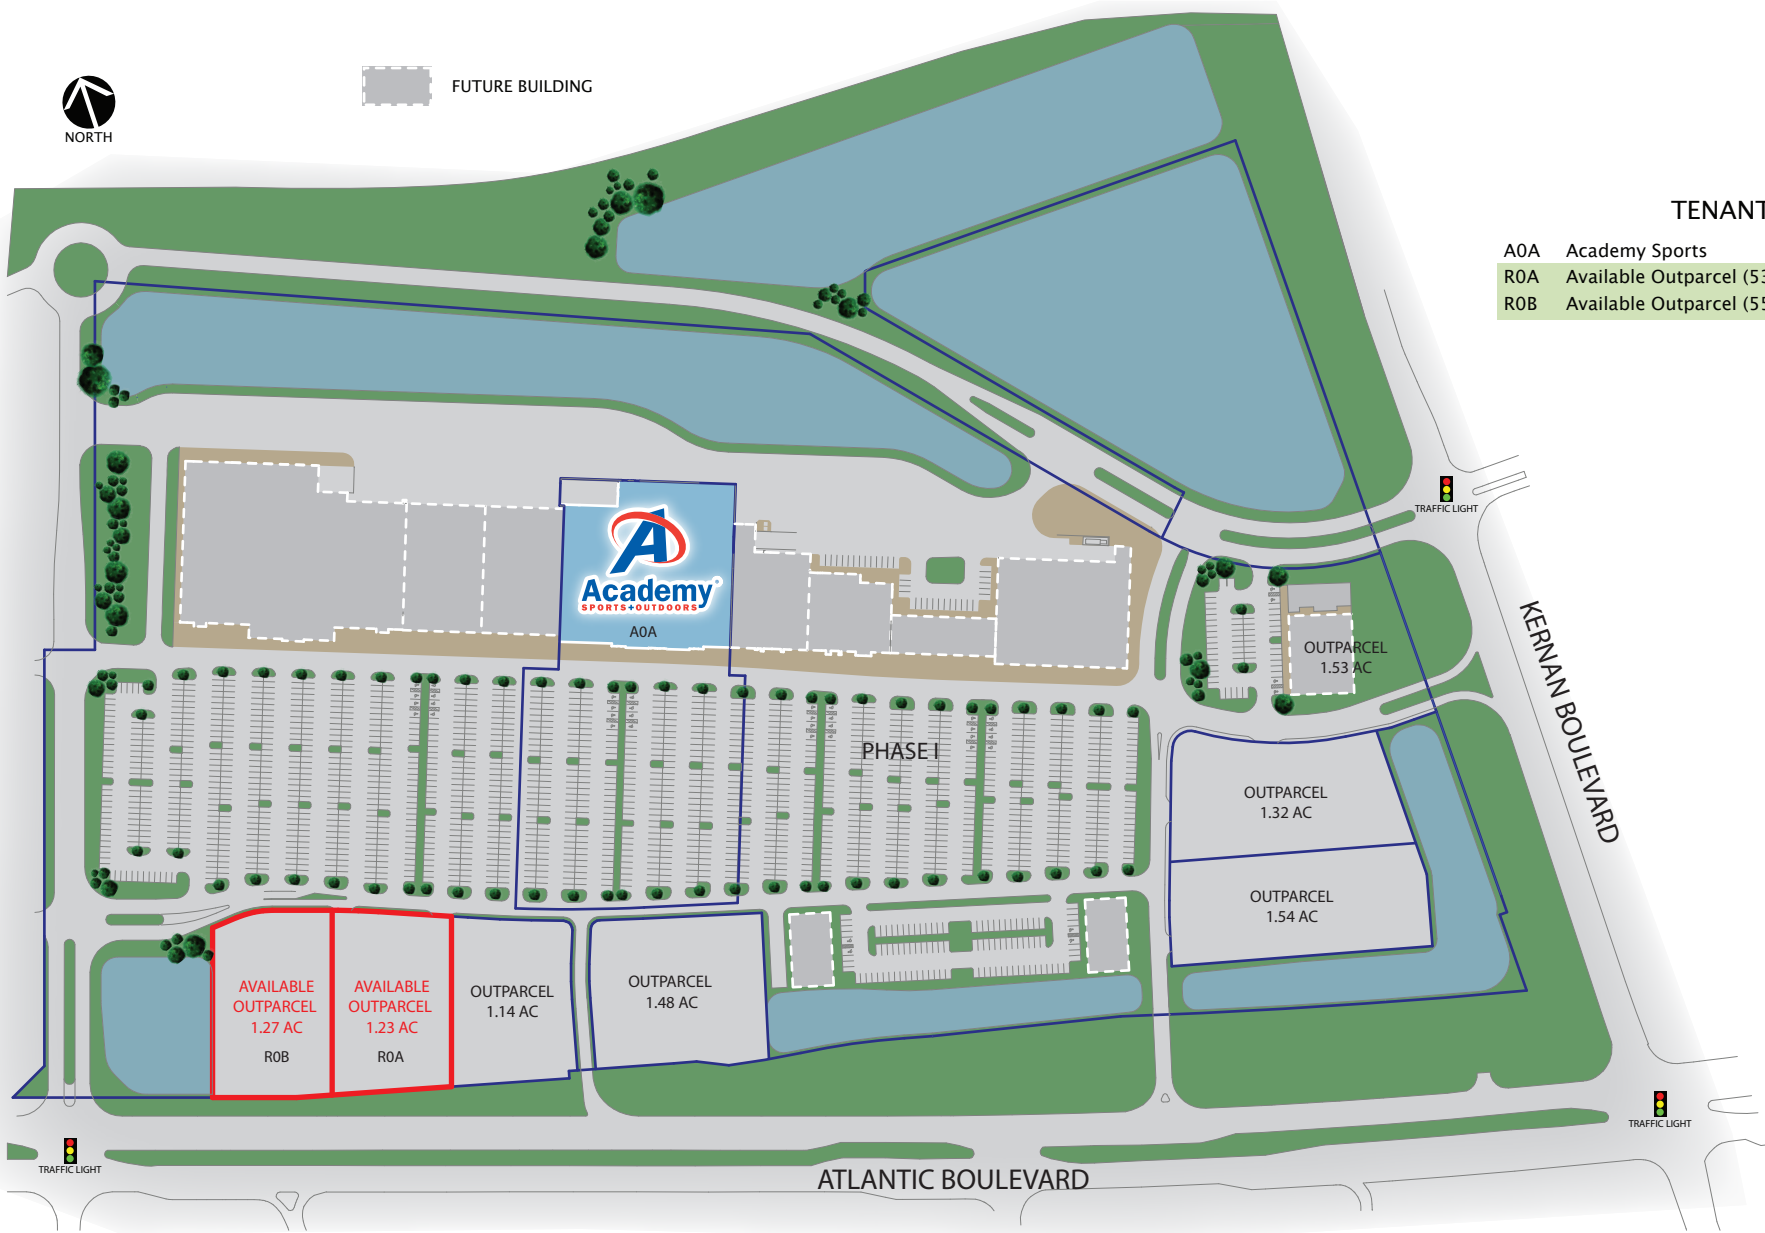 FUTURE BUILDING
NORTH
TENANT
A0A Academy Sports
R0A Available Outparcel (53
R0B Available Outparcel (55
TRAFFIC LIGHT
Academy
SPORTS+OUTDOORS
A0A
OUTPARCEL
1.53 AC
KERNAN BOULEVARD
PHASE I
OUTPARCEL
1.32 AC
OUTPARCEL
1.54 AC
AVAILABLE
OUTPARCEL
1.27 AC
R0B
AVAILABLE
OUTPARCEL
1.23 AC
R0A
OUTPARCEL
1.14 AC
OUTPARCEL
1.48 AC
TRAFFIC LIGHT
TRAFFIC LIGHT
ATLANTIC BOULEVARD